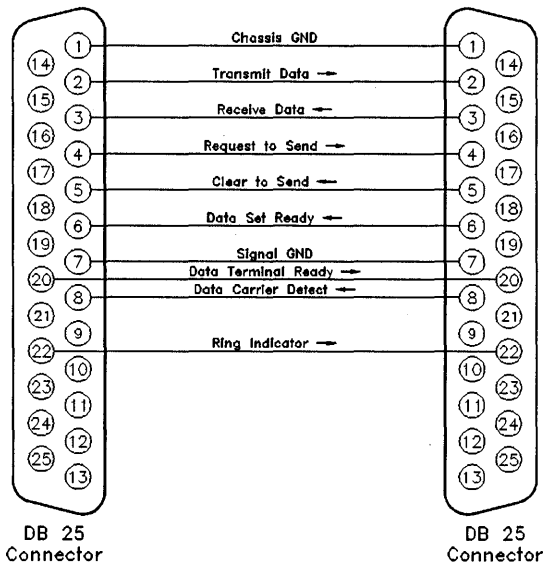 1 Chassis GND 1
14 14
2 Transmit Data → 2
15 15
3 Receive Data ← 3
16 16
4 Request to Send → 4
17 17
5 Clear to Send ← 5
18 18
6 Data Set Ready ← 6
19 19
7 Signal GND 7
20 Data Terminal Ready → 20
8 Data Carrier Detect ← 8
21 21
9 9
22 Ring Indicator → 22
10 10
23 23
11 11
24 24
12 12
25 25
13 13
DB 25 DB 25
Connector Connector